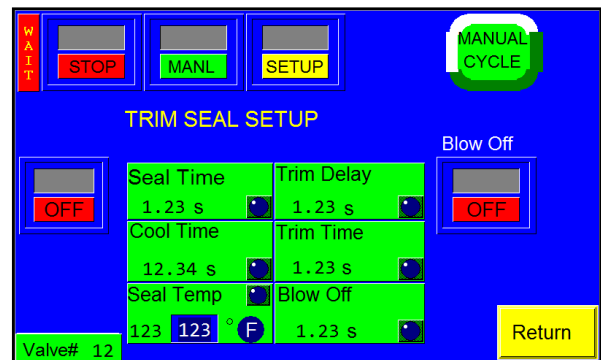 WAIT
STOP
MANL
SETUP
MANUAL
CYCLE
TRIM SEAL SETUP
Blow Off
OFF
Seal Time
1.23 s
Trim Delay
1.23 s
OFF
Cool Time
12.34 s
Trim Time
1.23 s
Seal Temp
123 123 ° F
Blow Off
1.23 s
Valve# 12
Return